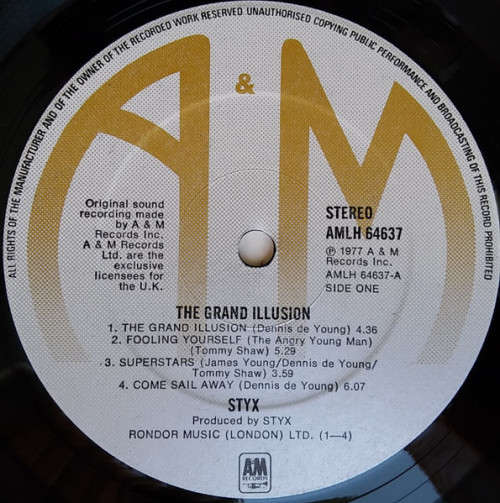 ALL RIGHTS OF THE MANUFACTURER AND OF THE OWNER OF THE RECORDED WORK RESERVED UNAUTHORISED COPYING PUBLIC PERFORMANCE AND BROADCASTING OF THIS RECORD PROHIBITED
A & M
Original sound
recording made
by A & M
Records Inc.
A & M Records
Ltd. are the
exclusive
licensees for
the U.K.
STEREO
AMLH 64637
℗ 1977 A & M
Records Inc.
AMLH 64637-A
SIDE ONE
THE GRAND ILLUSION
1. THE GRAND ILLUSION (Dennis de Young) 4.36
2. FOOLING YOURSELF (The Angry Young Man)
(Tommy Shaw) 5.29
3. SUPERSTARS (James Young/Dennis de Young/
Tommy Shaw) 3.59
4. COME SAIL AWAY (Dennis de Young) 6.07
STYX
Produced by STYX
RONDOR MUSIC (LONDON) LTD. (1—4)
AM
RECORDS